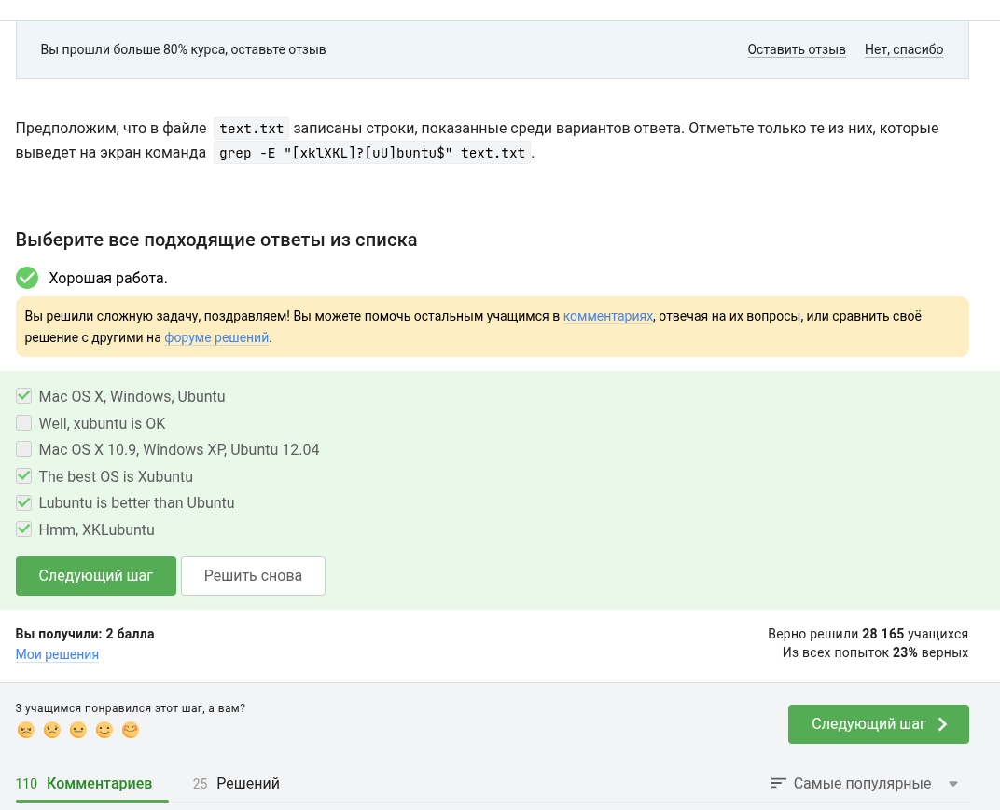 Вы прошли больше 80% курса, оставьте отзыв Оставить отзыв Нет, спасибо
Предположим, что в файле text.txt записаны строки, показанные среди вариантов ответа. Отметьте только те из них, которые
выведет на экран команда grep -E "[xklXKL]?[uU]buntu$" text.txt.
Выберите все подходящие ответы из списка
Хорошая работа.
Вы решили сложную задачу, поздравляем! Вы можете помочь остальным учащимся в комментариях, отвечая на их вопросы, или сравнить своё
решение с другими на форуме решений.
Mac OS X, Windows, Ubuntu
Well, xubuntu is OK
Mac OS X 10.9, Windows XP, Ubuntu 12.04
The best OS is Xubuntu
Lubuntu is better than Ubuntu
Hmm, XKLubuntu
Следующий шаг Решить снова
Вы получили: 2 балла Верно решили 28 165 учащихся
Мои решения Из всех попыток 23% верных
3 учащимся понравился этот шаг, а вам?
Следующий шаг
110 Комментариев 25 Решений Самые популярные